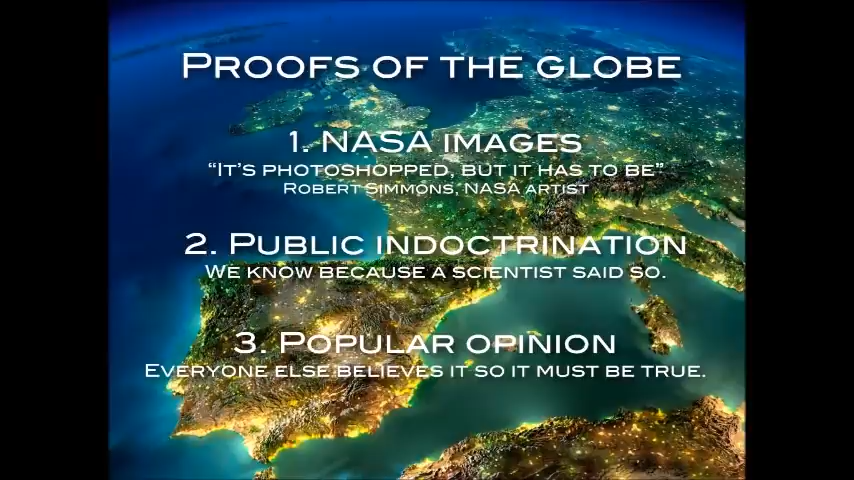 PROOFS OF THE GLOBE
1. NASA IMAGES
“IT'S PHOTOSHOPPED, BUT IT HAS TO BE”
ROBERT SIMMONS, NASA ARTIST
2. PUBLIC INDOCTRINATION
WE KNOW BECAUSE A SCIENTIST SAID SO.
3. POPULAR OPINION
EVERYONE ELSE BELIEVES IT SO IT MUST BE TRUE.